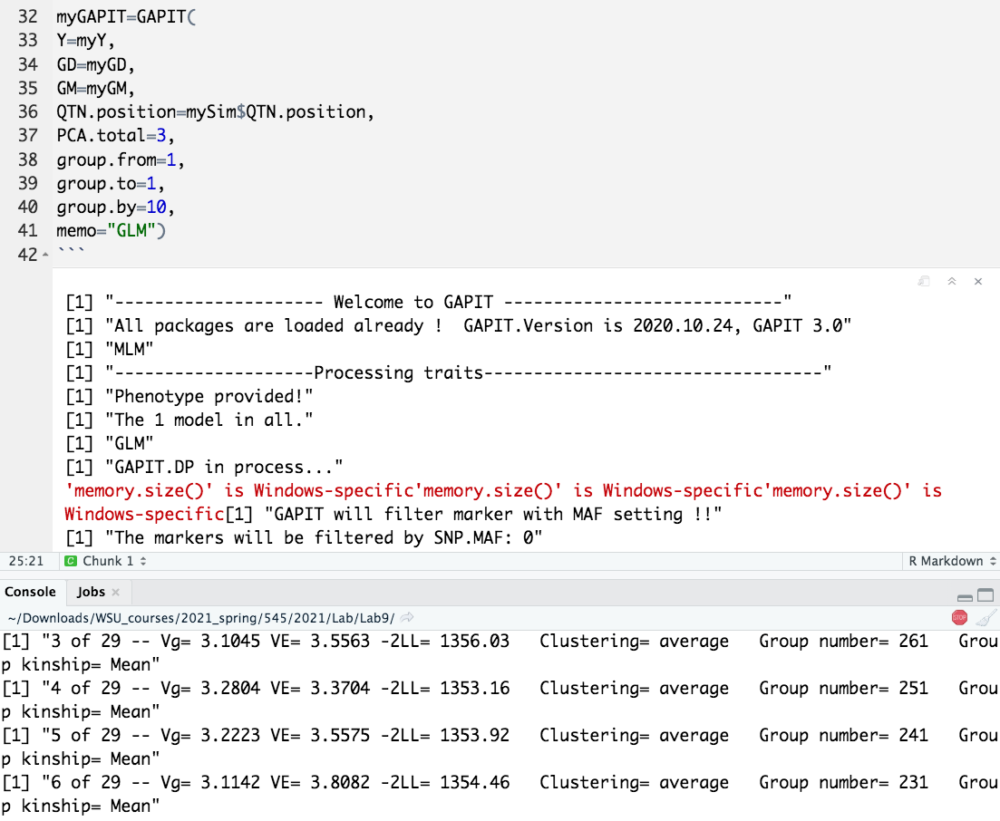 32 myGAPIT=GAPIT(
33 Y=myY,
34 GD=myGD,
35 GM=myGM,
36 QTN.position=mySim$QTN.position,
37 PCA.total=3,
38 group.from=1,
39 group.to=1,
40 group.by=10,
41 memo="GLM")
42 ```
[1] "--------------------- Welcome to GAPIT ----------------------------"
[1] "All packages are loaded already !  GAPIT.Version is 2020.10.24, GAPIT 3.0"
[1] "MLM"
[1] "--------------------Processing traits----------------------------------"
[1] "Phenotype provided!"
[1] "The 1 model in all."
[1] "GLM"
[1] "GAPIT.DP in process..."
'memory.size()' is Windows-specific'memory.size()' is Windows-specific'memory.size()' is
Windows-specific[1] "GAPIT will filter marker with MAF setting !!"
[1] "The markers will be filtered by SNP.MAF: 0"
25:21 C Chunk 1 R Markdown
Console Jobs
~/Downloads/WSU_courses/2021_spring/545/2021/Lab/Lab9/ STOP
[1] "3 of 29 -- Vg= 3.1045 VE= 3.5563 -2LL= 1356.03   Clustering= average   Group number= 261   Grou
p kinship= Mean"
[1] "4 of 29 -- Vg= 3.2804 VE= 3.3704 -2LL= 1353.16   Clustering= average   Group number= 251   Grou
p kinship= Mean"
[1] "5 of 29 -- Vg= 3.2223 VE= 3.5575 -2LL= 1353.92   Clustering= average   Group number= 241   Grou
p kinship= Mean"
[1] "6 of 29 -- Vg= 3.1142 VE= 3.8082 -2LL= 1354.46   Clustering= average   Group number= 231   Grou
p kinship= Mean"